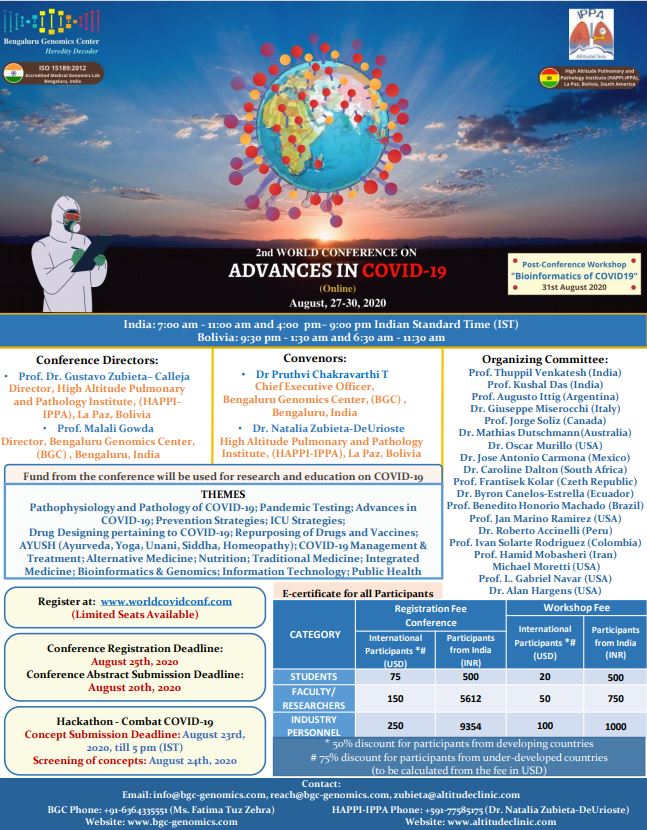 Bengaluru Genomics Center
Heredity Decoder
ISO 15189:2012
Accredited Medical Genomics Lab
Bengaluru, India
IPPA
AltitudeClinic
High Altitude Pulmonary and
Pathology Institute (HAPPI-IPPA),
La Paz, Bolivia, South America
2nd WORLD CONFERENCE ON
ADVANCES IN COVID-19
(Online)
August, 27-30, 2020
Post-Conference Workshop
"Bioinformatics of COVID19"
31st August 2020
India: 7:00 am - 11:00 am and 4:00 pm– 9:00 pm Indian Standard Time (IST)
Bolivia: 9:30 pm - 1:30 am and 6:30 am - 11:30 am
Conference Directors:
• Prof. Dr. Gustavo Zubieta– Calleja
Director, High Altitude Pulmonary
and Pathology Institute, (HAPPI-
IPPA), La Paz, Bolivia
• Prof. Malali Gowda
Director, Bengaluru Genomics Center,
(BGC) , Bengaluru, India
Convenors:
• Dr Pruthvi Chakravarthi T
Chief Executive Officer,
Bengaluru Genomics Center, (BGC) ,
Bengaluru, India
• Dr. Natalia Zubieta-DeUrioste
High Altitude Pulmonary and Pathology
Institute, (HAPPI-IPPA), La Paz, Bolivia
Organizing Committee:
Prof. Thuppil Venkatesh (India)
Prof. Kushal Das (India)
Prof. Augusto Ittig (Argentina)
Dr. Giuseppe Miserocchi (Italy)
Prof. Jorge Soliz (Canada)
Dr. Mathias Dutschmann(Australia)
Dr. Oscar Murillo (USA)
Dr. Jose Antonio Carmona (Mexico)
Dr. Caroline Dalton (South Africa)
Prof. Frantisek Kolar (Czeth Republic)
Dr. Byron Canelos-Estrella (Ecuador)
Prof. Benedito Honorio Machado (Brazil)
Prof. Jan Marino Ramirez (USA)
Dr. Roberto Accinelli (Peru)
Prof. Ivan Solarte Rodriguez (Colombia)
Prof. Hamid Mobasheri (Iran)
Michael Moretti (USA)
Prof. L. Gabriel Navar (USA)
Dr. Alan Hargens (USA)
Fund from the conference will be used for research and education on COVID-19
THEMES
Pathophysiology and Pathology of COVID-19; Pandemic Testing; Advances in
COVID-19; Prevention Strategies; ICU Strategies;
Drug Designing pertaining to COVID-19; Repurposing of Drugs and Vaccines;
AYUSH (Ayurveda, Yoga, Unani, Siddha, Homeopathy); COVID-19 Management &
Treatment; Alternative Medicine; Nutrition; Traditional Medicine; Integrated
Medicine; Bioinformatics & Genomics; Information Technology; Public Health
Register at: www.worldcovidconf.com
(Limited Seats Available)
Conference Registration Deadline:
August 25th, 2020
Conference Abstract Submission Deadline:
August 20th, 2020
Hackathon - Combat COVID-19
Concept Submission Deadline: August 23rd,
2020, till 5 pm (IST)
Screening of concepts: August 24th, 2020
E-certificate for all Participants
CATEGORY
Registration Fee
Conference
Workshop Fee
International
Participants *#
(USD)
Participants
from India
(INR)
International
Participants *#
(USD)
Participants
from India
(INR)
STUDENTS 75 500 20 500
FACULTY/
RESEARCHERS 150 5612 50 750
INDUSTRY
PERSONNEL 250 9354 100 1000
* 50% discount for participants from developing countries
# 75% discount for participants from under-developed countries
(to be calculated from the fee in USD)
Contact:
Email: info@bgc-genomics.com, reach@bgc-genomics.com, zubieta@altitudeclinic.com
BGC Phone: +91-6364335551 (Ms. Fatima Tuz Zehra) HAPPI-IPPA Phone: +591-77585175 (Dr. Natalia Zubieta-DeUrioste)
Website: www.bgc-genomics.com Website: www.altitudeclinic.com